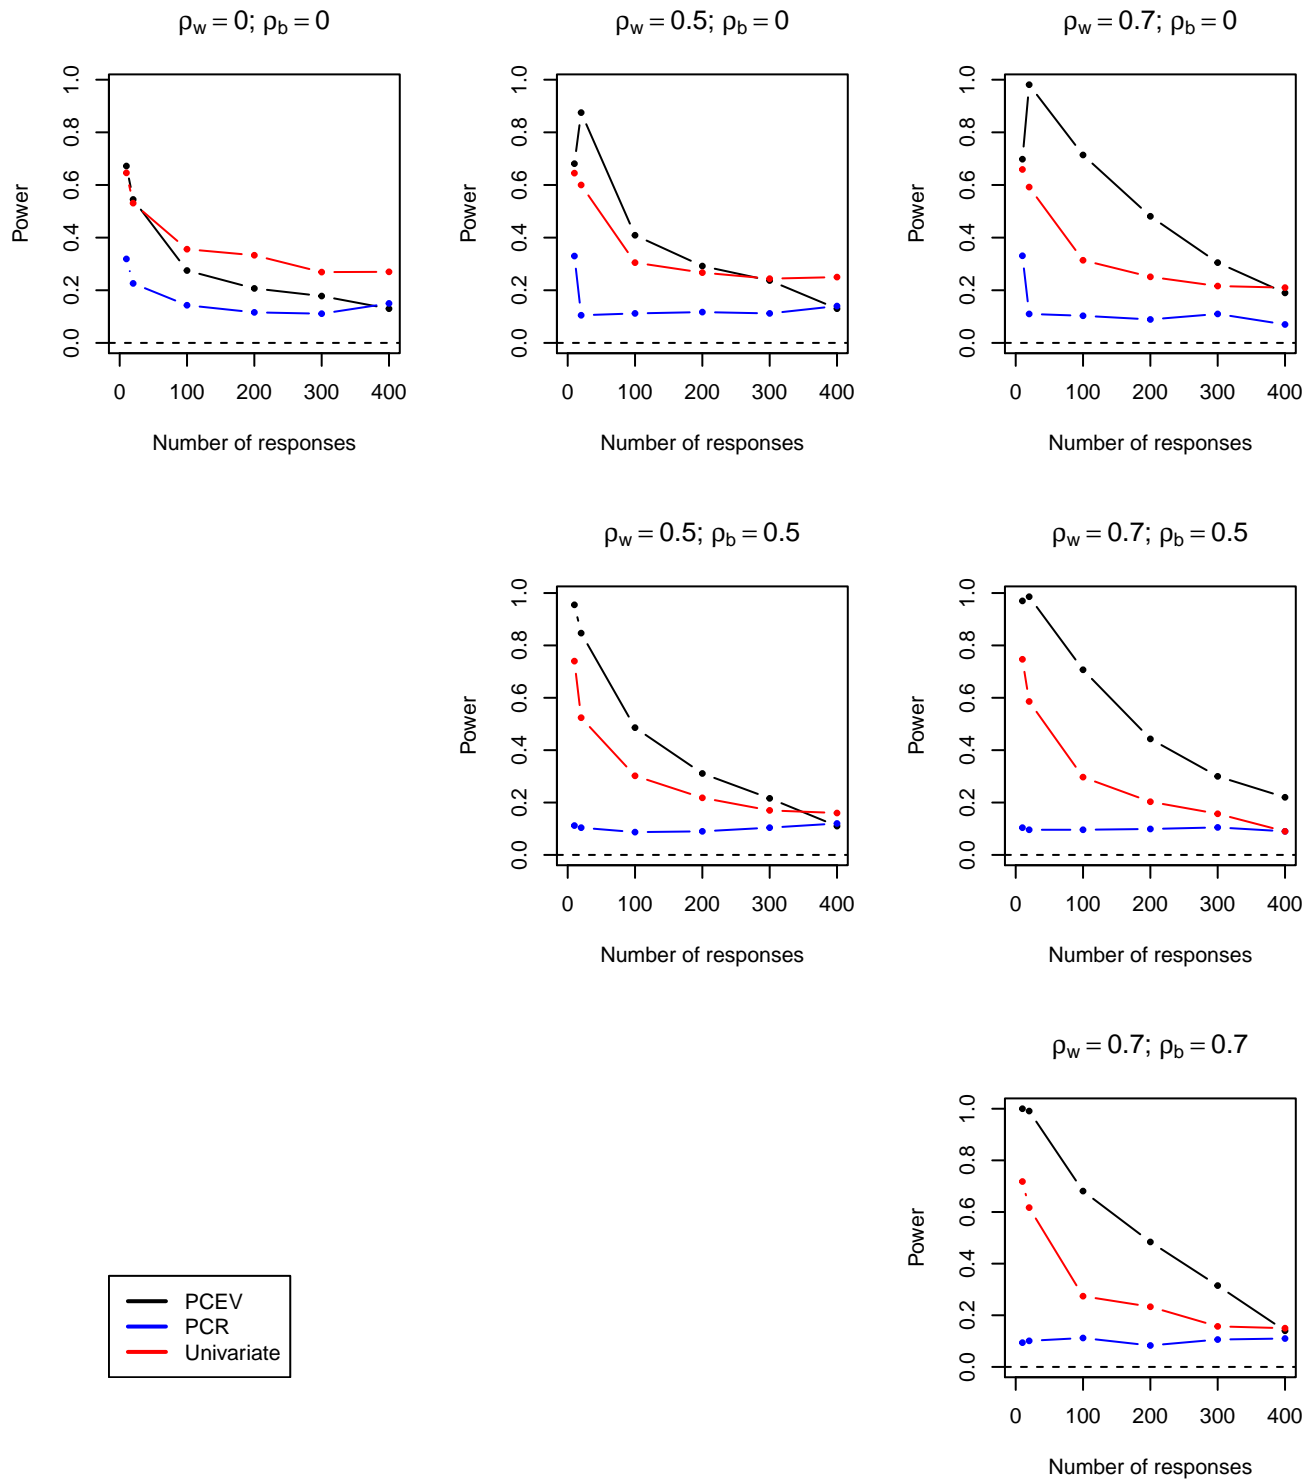 ρw = 0; ρb = 0
1.0
0.8
0.6
0.4
0.2
0.0
Power
0 100 200 300 400
Number of responses
ρw = 0.5; ρb = 0
1.0
0.8
0.6
0.4
0.2
0.0
Power
0 100 200 300 400
Number of responses
ρw = 0.7; ρb = 0
1.0
0.8
0.6
0.4
0.2
0.0
Power
0 100 200 300 400
Number of responses
ρw = 0.5; ρb = 0.5
1.0
0.8
0.6
0.4
0.2
0.0
Power
0 100 200 300 400
Number of responses
ρw = 0.7; ρb = 0.5
1.0
0.8
0.6
0.4
0.2
0.0
Power
0 100 200 300 400
Number of responses
ρw = 0.7; ρb = 0.7
1.0
0.8
0.6
0.4
0.2
0.0
Power
0 100 200 300 400
Number of responses
PCEV
PCR
Univariate